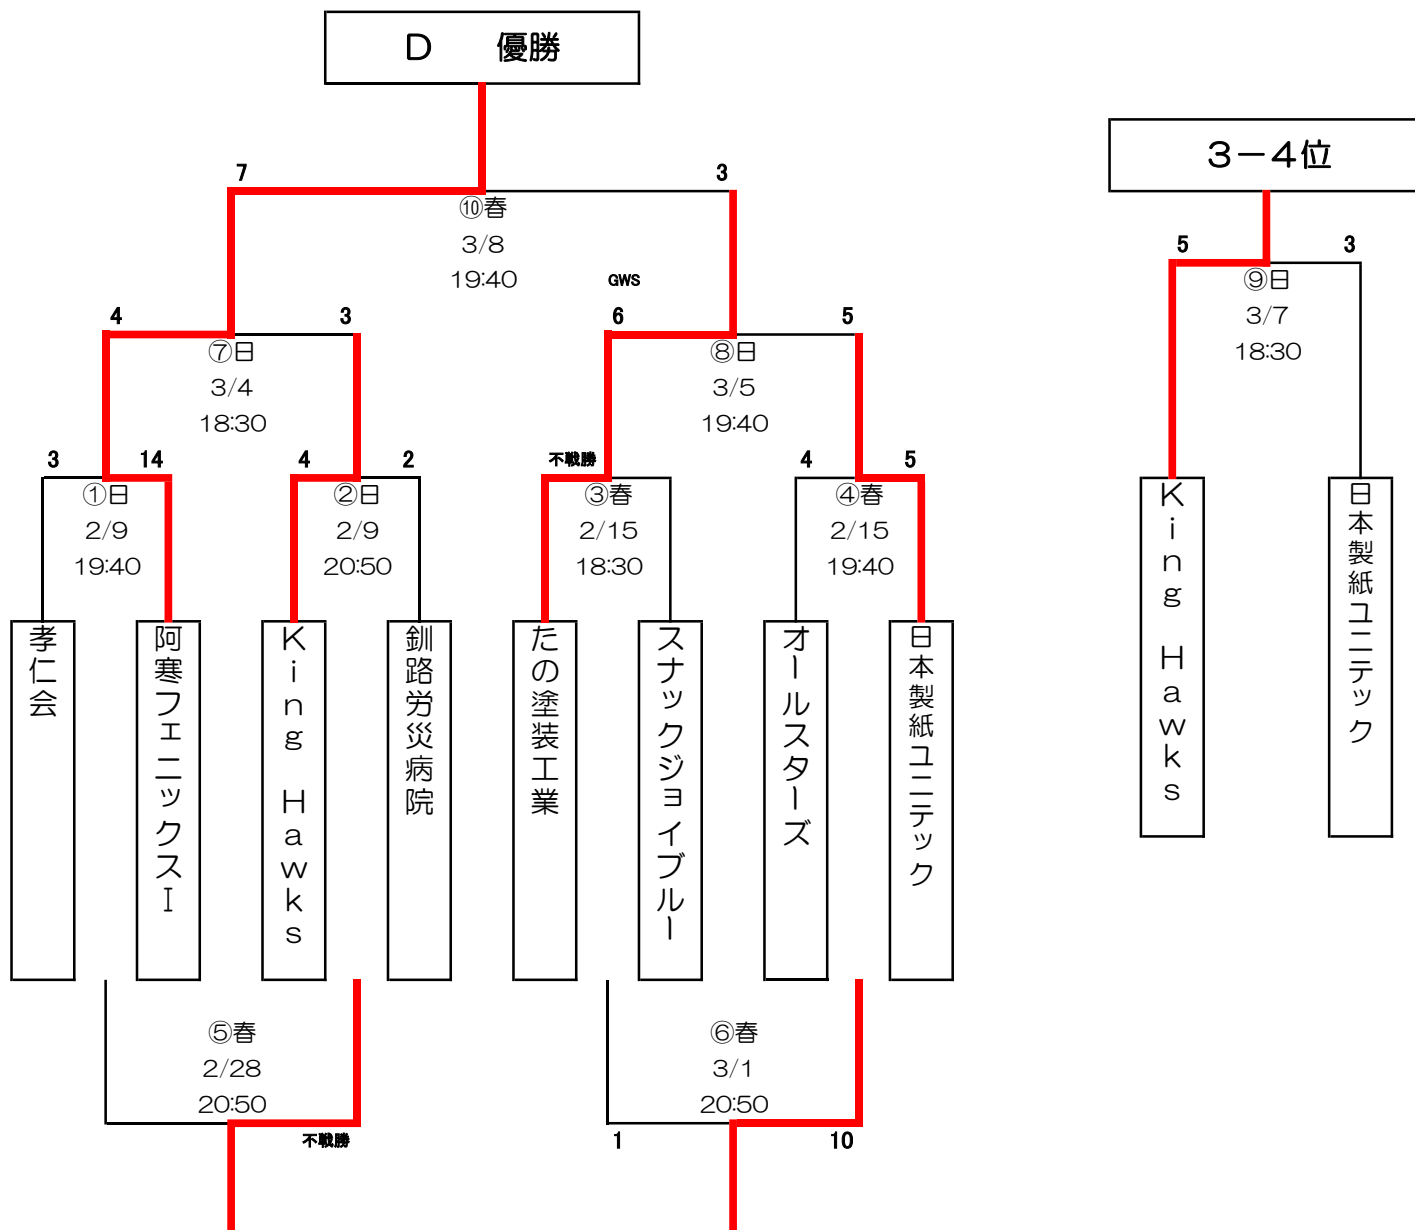 D　優勝
3－4位
7
3
⑩春
3/8
19:40
GWS
5
3
⑨日
3/7
18:30
4
3
⑦日
3/4
18:30
6
5
⑧日
3/5
19:40
3
14
①日
2/9
19:40
4
2
②日
2/9
20:50
不戦勝
③春
2/15
18:30
4
5
④春
2/15
19:40
孝仁会
阿寒フェニックスⅠ
King Hawks
釧路労災病院
たの塗装工業
スナックジョイブルー
オールスターズ
日本製紙ユニテック
King Hawks
日本製紙ユニテック
⑤春
2/28
20:50
不戦勝
⑥春
3/1
20:50
1
10